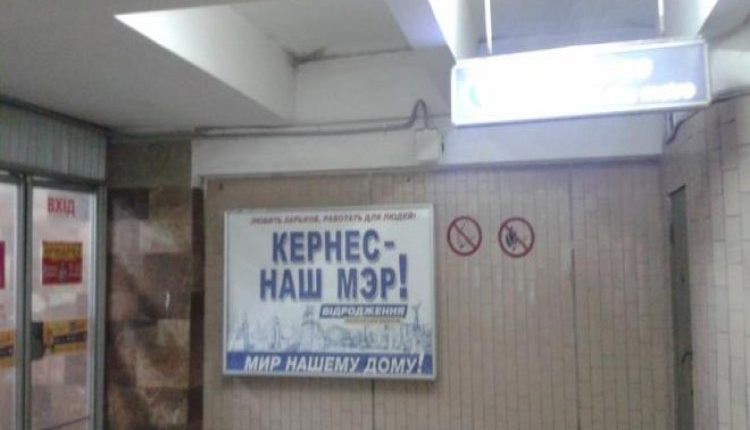 ВХІД
ЛЮБИТЬ ХАРЬКОВ, РАБОТАТЬ ДЛЯ ЛЮДЕЙ!
КЕРНЕС-
НАШ МЭР!
ВІДРОДЖЕННЯ
МИР НАШЕМУ ДОМУ!